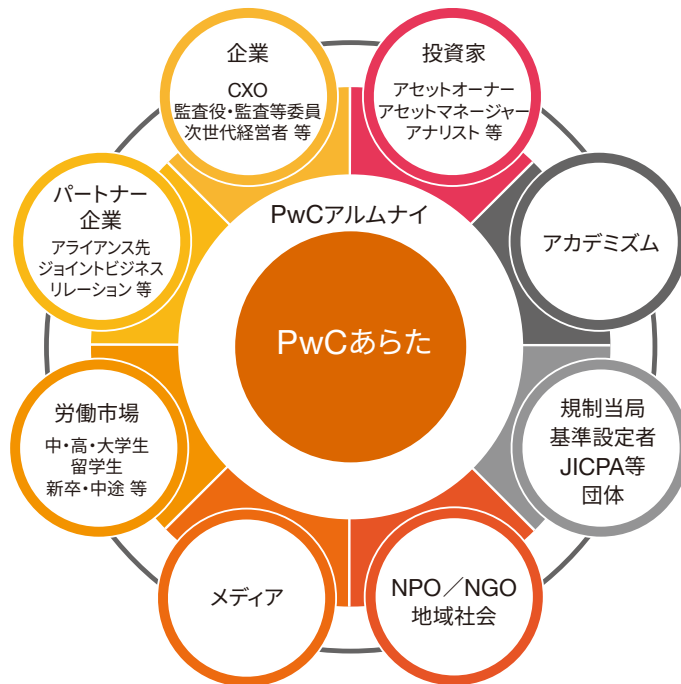 企業
CXO
監査役・監査等委員
次世代経営者 等
投資家
アセットオーナー
アセットマネージャー
アナリスト 等
パートナー
企業
アライアンス先
ジョイントビジネス
リレーション 等
PwCアルムナイ
アカデミズム
PwCあらた
労働市場
中・高・大学生
留学生
新卒・中途 等
規制当局
基準設定者
JICPA等
団体
メディア
NPO／NGO
地域社会